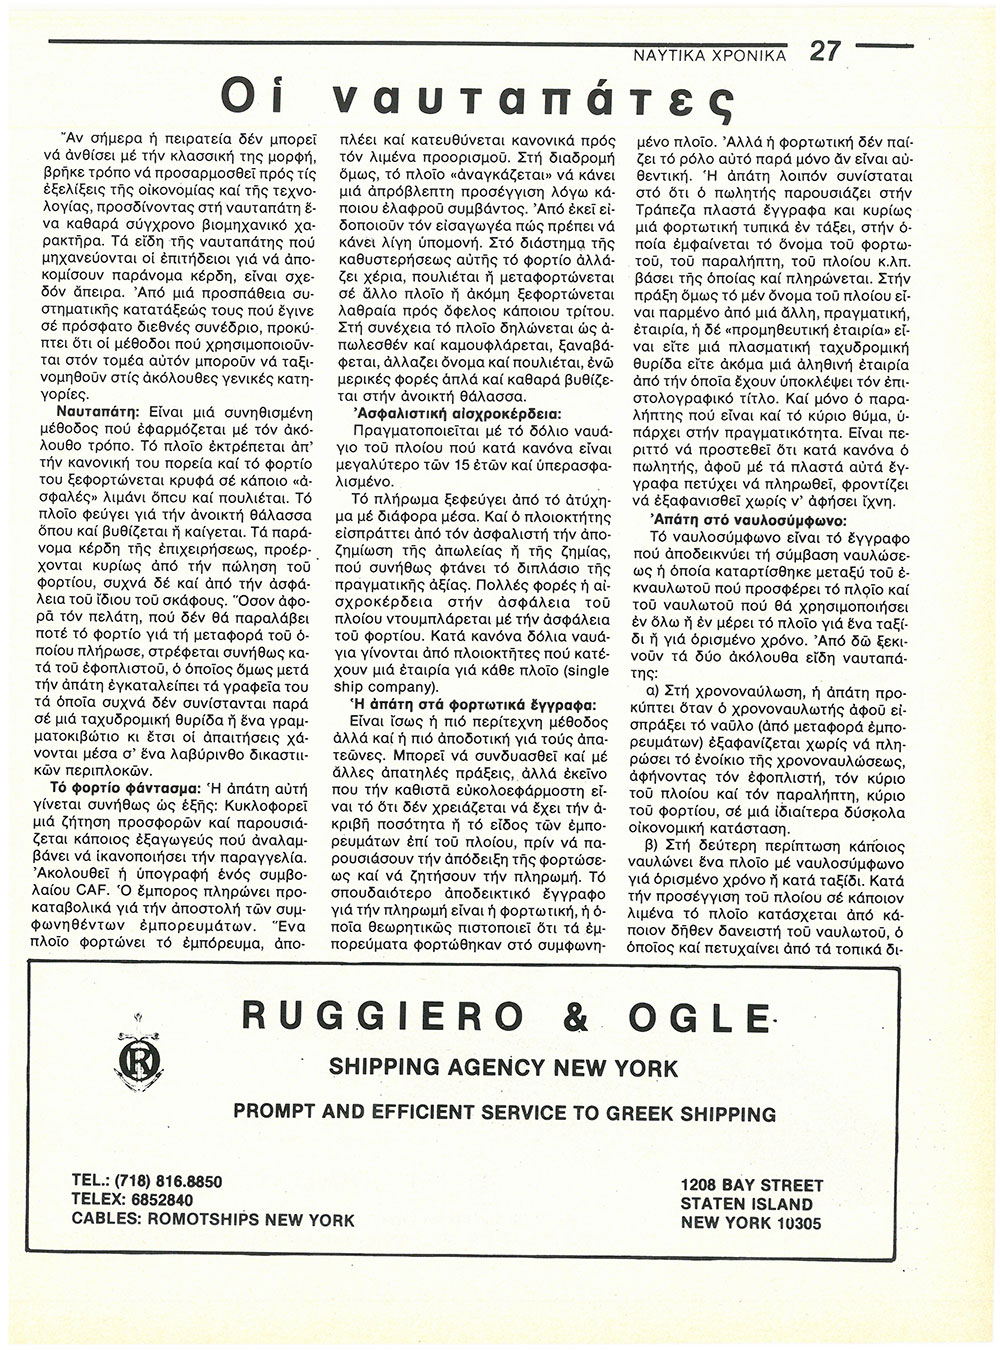 ΝΑΥΤΙΚΑ ΧΡΟΝΙΚΑ 27
Οἱ ναυταπάτες
Ἄν σήμερα ἡ πειρατεία δέν μπορεῖ
νά ἀνθίσει μέ τήν κλασσική της μορφή,
βρῆκε τρόπο νά προσαρμοσθεῖ πρός τίς
ἐξελίξεις τῆς οἰκονομίας καί τῆς τεχνο-
λογίας, προσδίνοντας στή ναυταπάτη ἕ-
να καθαρά σύγχρονο βιομηχανικό χα-
ρακτῆρα. Τά εἴδη τῆς ναυταπάτης πού
μηχανεύονται οἱ ἐπιτήδειοι γιά νά ἀπο-
κομίσουν παράνομα κέρδη, εἶναι σχε-
δόν ἄπειρα. Ἀπό μιά προσπάθεια συ-
στηματικῆς κατατάξεώς τους πού ἔγινε
σέ πρόσφατο διεθνές συνέδριο, προκύ-
πτει ὅτι οἱ μέθοδοι πού χρησιμοποιοῦν-
ται στόν τομέα αὐτόν μποροῦν νά ταξι-
νομηθοῦν στίς ἀκόλουθες γενικές κατη-
γορίες.
Ναυταπάτη: Εἶναι μιά συνηθισμένη
μέθοδος πού ἐφαρμόζεται μέ τόν ἀκό-
λουθο τρόπο. Τό πλοῖο ἐκτρέπεται ἀπ'
τήν κανονική του πορεία καί τό φορτίο
του ξεφορτώνεται κρυφά σέ κάποιο «ἀ-
σφαλές» λιμάνι ὅπου καί πουλιέται. Τό
πλοῖο φεύγει γιά τήν ἀνοικτή θάλασσα
ὅπου καί βυθίζεται ἤ καίγεται. Τά παρά-
νομα κέρδη τῆς ἐπιχειρήσεως, προέρ-
χονται κυρίως ἀπό τήν πώληση τοῦ
φορτίου, συχνά δέ καί ἀπό τήν ἀσφά-
λεια τοῦ ἴδιου τοῦ σκάφους. Ὅσον ἀφο-
ρᾶ τόν πελάτη, πού δέν θά παραλάβει
ποτέ τό φορτίο γιά τή μεταφορά τοῦ ὁ-
ποίου πλήρωσε, στρέφεται συνήθως κα-
τά τοῦ ἐφοπλιστοῦ, ὁ ὁποῖος ὅμως μετά
τήν ἀπάτη ἐγκαταλείπει τά γραφεῖα του
τά ὁποῖα συχνά δέν συνίστανται παρά
σέ μιά ταχυδρομική θυρίδα ἤ ἕνα γραμ-
ματοκιβώτιο κι ἔτσι οἱ ἀπαιτήσεις χά-
νονται μέσα σ' ἕνα λαβύρινθο δικαστι-
κῶν περιπλοκῶν.
Τό φορτίο φάντασμα: Ἡ ἀπάτη αὐτή
γίνεται συνήθως ὡς ἑξῆς: Κυκλοφορεῖ
μιά ζήτηση προσφορῶν καί παρουσιά-
ζεται κάποιος ἐξαγωγεύς πού ἀναλαμ-
βάνει νά ἱκανοποιήσει τήν παραγγελία.
Ἀκολουθεῖ ἡ ὑπογραφή ἑνός συμβο-
λαίου CAF. Ὁ ἔμπορος πληρώνει προ-
καταβολικά γιά τήν ἀποστολή τῶν συμ-
φωνηθέντων ἐμπορευμάτων. Ἕνα
πλοῖο φορτώνει τό ἐμπόρευμα, ἀπο-
πλέει καί κατευθύνεται κανονικά πρός
τόν λιμένα προορισμοῦ. Στή διαδρομή
ὅμως, τό πλοῖο «ἀναγκάζεται» νά κάνει
μιά ἀπρόβλεπτη προσέγγιση λόγω κά-
ποιου ἐλαφροῦ συμβάντος. Ἀπό ἐκεῖ εἰ-
δοποιοῦν τόν εἰσαγωγέα πώς πρέπει νά
κάνει λίγη ὑπομονή. Στό διάστημα τῆς
καθυστερήσεως αὐτῆς τό φορτίο ἀλλά-
ζει χέρια, πουλιέται ἤ μεταφορτώνεται
σέ ἄλλο πλοῖο ἤ ἀκόμη ξεφορτώνεται
λαθραία πρός ὄφελος κάποιου τρίτου.
Στή συνέχεια τό πλοῖο δηλώνεται ὡς ἀ-
πωλεσθέν καί καμουφλάρεται, ξαναβά-
φεται, ἀλλαζει ὄνομα καί πουλιέται, ἐνῶ
μερικές φορές ἁπλά καί καθαρά βυθίζε-
ται στήν ἀνοικτή θάλασσα.
Ἀσφαλιστική αἰσχροκέρδεια:
Πραγματοποιεῖται μέ τό δόλιο ναυά-
γιο τοῦ πλοίου πού κατά κανόνα εἶναι
μεγαλύτερο τῶν 15 ἐτῶν καί ὑπερασφα-
λισμένο.
Τό πλήρωμα ξεφεύγει ἀπό τό ἀτύχη-
μα μέ διάφορα μέσα. Καί ὁ πλοιοκτήτης
εἰσπράττει ἀπό τόν ἀσφαλιστή τήν ἀπο-
ζημίωση τῆς ἀπωλείας ἤ τῆς ζημίας,
πού συνήθως φτάνει τό διπλάσιο τῆς
πραγματικῆς ἀξίας. Πολλές φορές ἡ αἰ-
σχροκέρδεια στήν ἀσφάλεια τοῦ
πλοίου ντουμπλάρεται μέ τήν ἀσφάλεια
τοῦ φορτίου. Κατά κανόνα δόλια ναυά-
για γίνονται ἀπό πλοιοκτῆτες πού κατέ-
χουν μιά ἑταιρία γιά κάθε πλοῖο (single
ship company).
Ἡ ἀπάτη στά φορτωτικά ἔγγραφα:
Εἶναι ἴσως ἡ πιό περίτεχνη μέθοδος
ἀλλά καί ἡ πιό ἀποδοτική γιά τούς ἀπα-
τεῶνες. Μπορεῖ νά συνδυασθεῖ καί μέ
ἄλλες ἀπατηλές πράξεις, ἀλλά ἐκεῖνο
που τήν καθιστᾶ εὐκολοεφάρμοστη εἶ-
ναι τό ὅτι δέν χρειάζεται νά ἔχει τήν ἀ-
κριβῆ ποσότητα ἤ τό εἶδος τῶν ἐμπο-
ρευμάτων ἐπί τοῦ πλοίου, πρίν νά πα-
ρουσιάσουν τήν ἀπόδειξη τῆς φορτώσε-
ως καί νά ζητήσουν τήν πληρωμή. Τό
σπουδαιότερο ἀποδεικτικό ἔγγραφο
γιά τήν πληρωμή εἶναι ἡ φορτωτική, ἡ ὁ-
ποία θεωρητικῶς πιστοποιεῖ ὅτι τά ἐμ-
πορεύματα φορτώθηκαν στό συμφωνη-
μένο πλοῖο. Ἀλλά ἡ φορτωτική δέν παί-
ζει τό ρόλο αὐτό παρά μόνο ἄν εἶναι αὐ-
θεντική. Ἡ ἀπάτη λοιπόν συνίσταται
στό ὅτι ὁ πωλητής παρουσιάζει στήν
Τράπεζα πλαστά ἔγγραφα και κυρίως
μιά φορτωτική τυπικά ἐν τάξει, στήν ὁ-
ποία ἐμφαίνεται τό ὄνομα τοῦ φορτω-
τοῦ, τοῦ παραλήπτη, τοῦ πλοίου κ.λπ.
βάσει τῆς ὁποίας καί πληρώνεται. Στήν
πράξη ὅμως τό μέν ὄνομα τοῦ πλοίου εἶ-
ναι παρμένο ἀπό μιά ἄλλη, πραγματική,
ἑταιρία, ἡ δέ «προμηθευτική ἑταιρία» εἶ-
ναι εἴτε μιά πλασματική ταχυδρομική
θυρίδα εἴτε ἀκόμα μιά ἀληθινή ἑταιρία
ἀπό τήν ὁποία ἔχουν ὑποκλέψει τόν ἐπι-
στολογραφικό τίτλο. Καί μόνο ὁ παρα-
λήπτης πού εἶναι καί τό κύριο θύμα, ὑ-
πάρχει στήν πραγματικότητα. Εἶναι πε-
ριττό νά προστεθεῖ ὅτι κατά κανόνα ὁ
πωλητής, ἀφοῦ μέ τά πλαστά αὐτά ἔγ-
γραφα πετύχει νά πληρωθεῖ, φροντίζει
νά ἐξαφανισθεῖ χωρίς ν' ἀφήσει ἴχνη.
Ἀπάτη στό ναυλοσύμφωνο:
Τό ναυλοσύμφωνο εἶναι τό ἔγγραφο
πού ἀποδεικνύει τή σύμβαση ναυλώσε-
ως ἡ ὁποία καταρτίσθηκε μεταξύ τοῦ ἐ-
κναυλωτοῦ πού προσφέρει τό πλοῖο καί
τοῦ ναυλωτοῦ πού θά χρησιμοποιήσει
ἐν ὅλω ἤ ἐν μέρει τό πλοῖο γιά ἕνα ταξί-
δι ἤ γιά ὁρισμένο χρόνο. Ἀπό δῶ ξεκι-
νοῦν τά δύο ἀκόλουθα εἴδη ναυταπά-
της:
α) Στή χρονοναύλωση, ἡ ἀπάτη προ-
κύπτει ὅταν ὁ χρονοναυλωτής ἀφοῦ εἰ-
σπράξει τό ναῦλο (ἀπό μεταφορά ἐμπο-
ρευμάτων) ἐξαφανίζεται χωρίς νά πλη-
ρώσει τό ἐνοίκιο τῆς χρονοναυλώσεως,
ἀφήνοντας τόν ἐφοπλιστή, τόν κύριο
τοῦ πλοίου καί τόν παραλήπτη, κύριο
τοῦ φορτίου, σέ μιά ἰδιαίτερα δύσκολα
οἰκονομική κατάσταση.
β) Στή δεύτερη περίπτωση κάποιος
ναυλώνει ἕνα πλοῖο μέ ναυλοσύμφωνο
γιά ὁρισμένο χρόνο ἤ κατά ταξίδι. Κατά
τήν προσέγγιση τοῦ πλοίου σέ κάποιον
λιμένα τό πλοῖο κατάσχεται ἀπό κά-
ποιον δῆθεν δανειστή τοῦ ναυλωτοῦ, ὁ
ὁποῖος καί πετυχαίνει ἀπό τά τοπικά δι-
RUGGIERO & OGLE
SHIPPING AGENCY NEW YORK
PROMPT AND EFFICIENT SERVICE TO GREEK SHIPPING
TEL.: (718) 816.8850
TELEX: 6852840
CABLES: ROMOTSHIPS NEW YORK
1208 BAY STREET
STATEN ISLAND
NEW YORK 10305